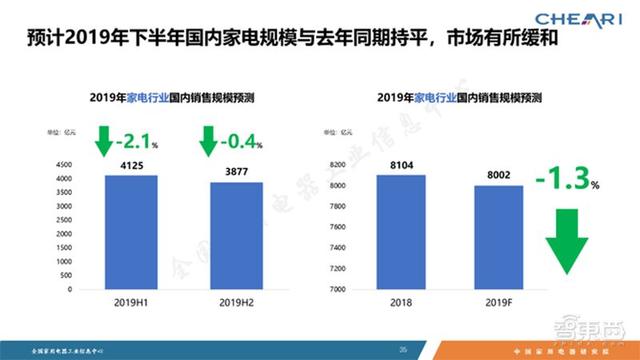 CHEARI
预计2019年下半年国内家电规模与去年同期持平，市场有所缓和
2019年家电行业国内销售规模预测
单位：亿元
-2.1%
-0.4%
4500
4000
3500
3000
2500
2000
1500
1000
500
0
4125
3877
2019H1
2019H2
2019年家电行业国内销售规模预测
单位：亿元
8200
8000
7800
7600
7400
7200
7000
8104
8002
-1.3%
2018
2019F
全国家用电器工业信息中心
智东西
全国家用电器工业信息中心
35
中国家用电器研究院